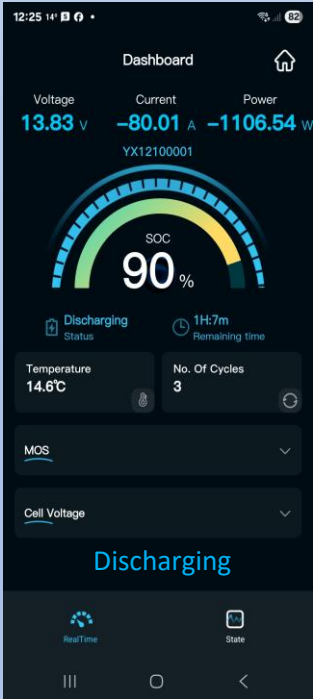 12:25 14°
82
Dashboard
Voltage Current Power
13.83 V -80.01 A -1106.54 W
YX12100001
SOC
90 %
Discharging 1H:7m
Status Remaining time
Temperature No. Of Cycles
14.6℃ 3
MOS
Cell Voltage
Discharging
RealTime State